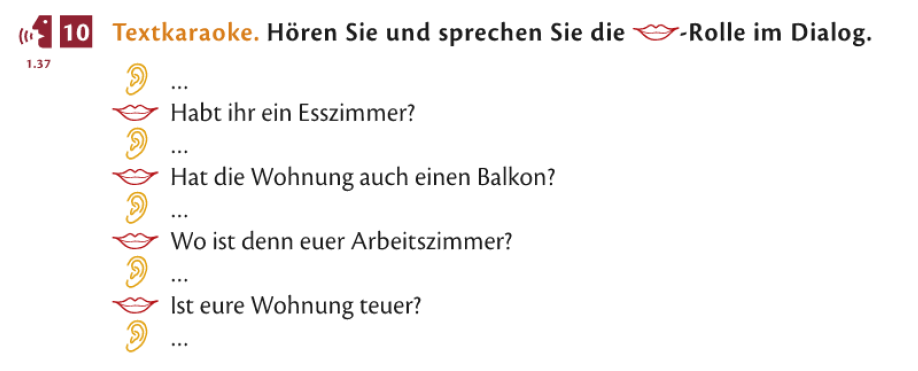 10 Textkaraoke. Hören Sie und sprechen Sie die -Rolle im Dialog.
1.37
...
Habt ihr ein Esszimmer?
...
Hat die Wohnung auch einen Balkon?
...
Wo ist denn euer Arbeitszimmer?
...
Ist eure Wohnung teuer?
...